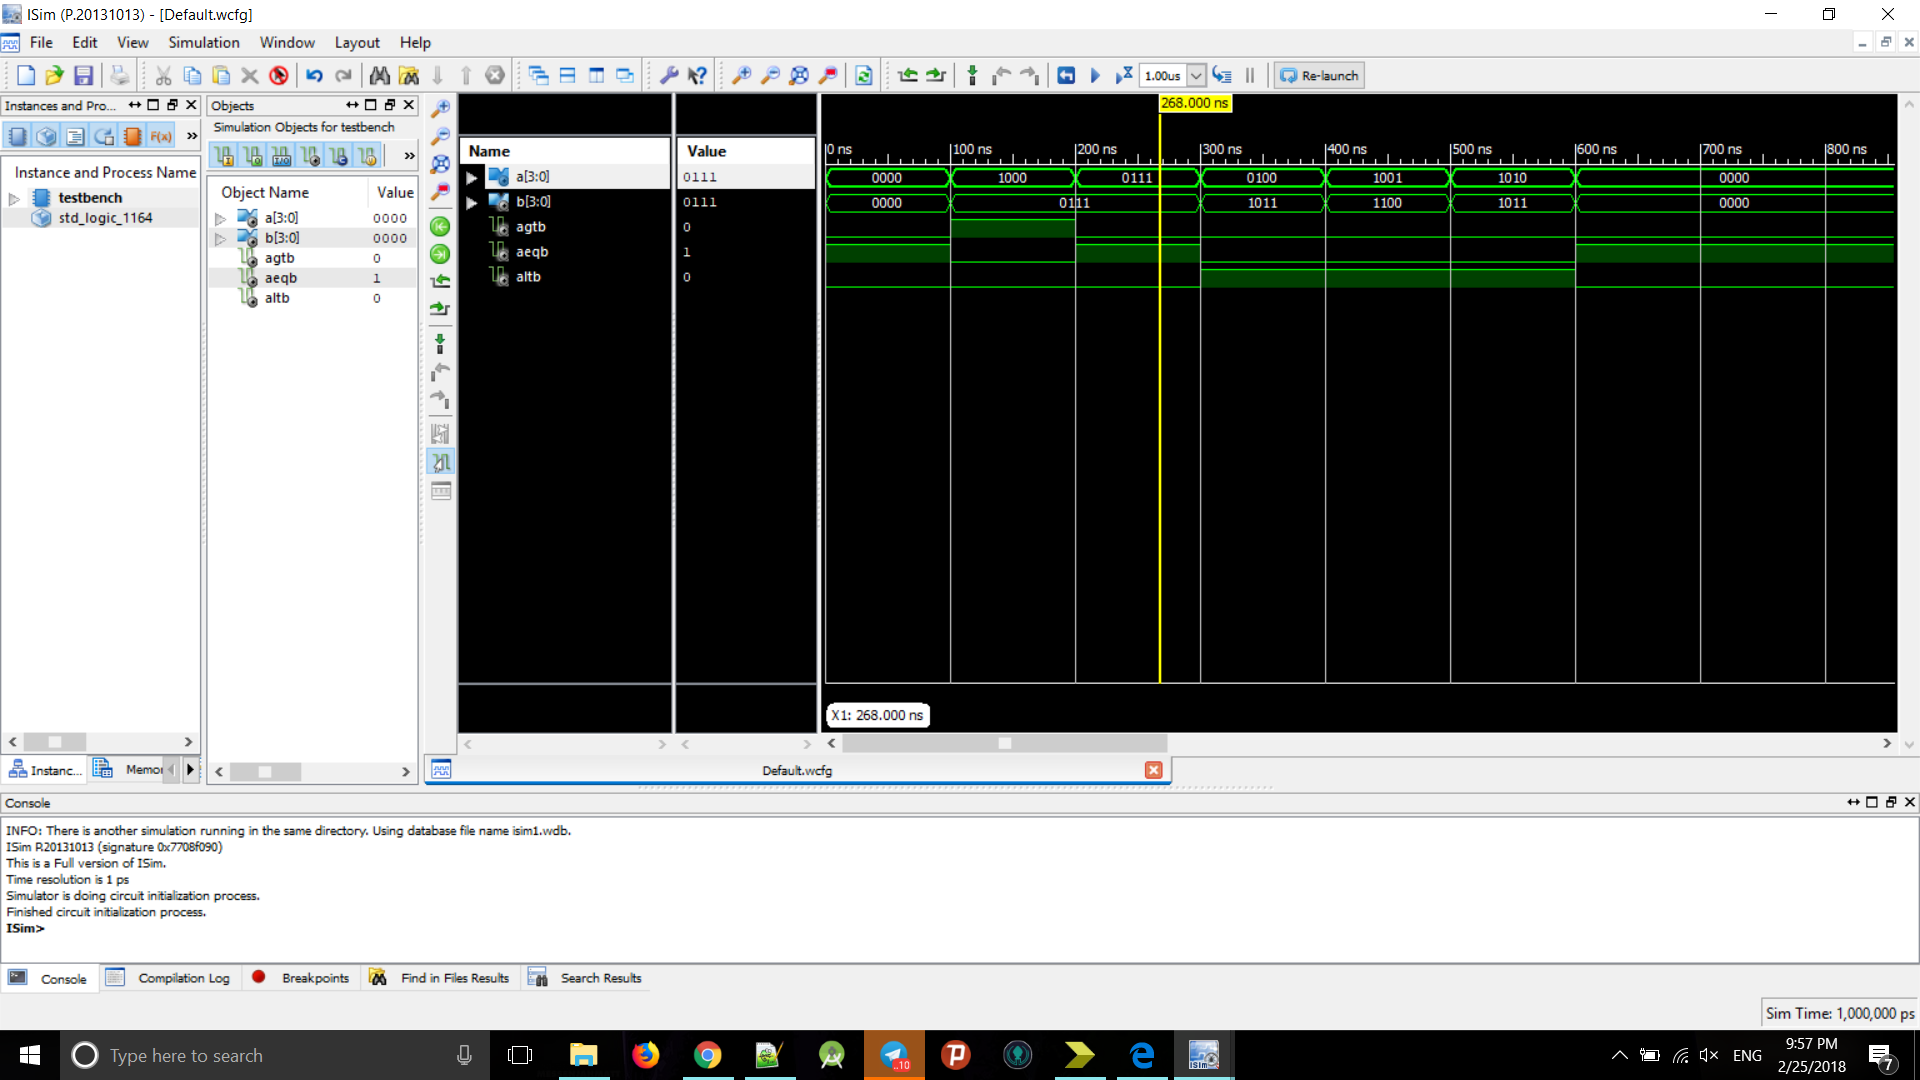 ISim (P.20131013) - [Default.wcfg]
File Edit View Simulation Window Layout Help
1.00us Re-launch
Instances and Pro...
F(x)
Instance and Process Name
testbench
std_logic_1164
Instanc... Memor
Objects
Simulation Objects for testbench
Object Name Value
a[3:0] 0000
b[3:0] 0000
agtb 0
aeqb 1
altb 0
Name Value
a[3:0] 0111
b[3:0] 0111
agtb 0
aeqb 1
altb 0
268.000 ns
0 ns 100 ns 200 ns 300 ns 400 ns 500 ns 600 ns 700 ns 800 ns
0000 1000 0111 0100 1001 1010 0000
0000 0111 1011 1100 1011 0000
X1: 268.000 ns
Default.wcfg
Console
INFO: There is another simulation running in the same directory. Using database file name isim1.wdb.
ISim P.20131013 (signature 0x7708f090)
This is a Full version of ISim.
Time resolution is 1 ps
Simulator is doing circuit initialization process.
Finished circuit initialization process.
ISim>
Console Compilation Log Breakpoints Find in Files Results Search Results
Sim Time: 1,000,000 ps
Type here to search
..10
ISim
ENG
9:57 PM
2/25/2018
7